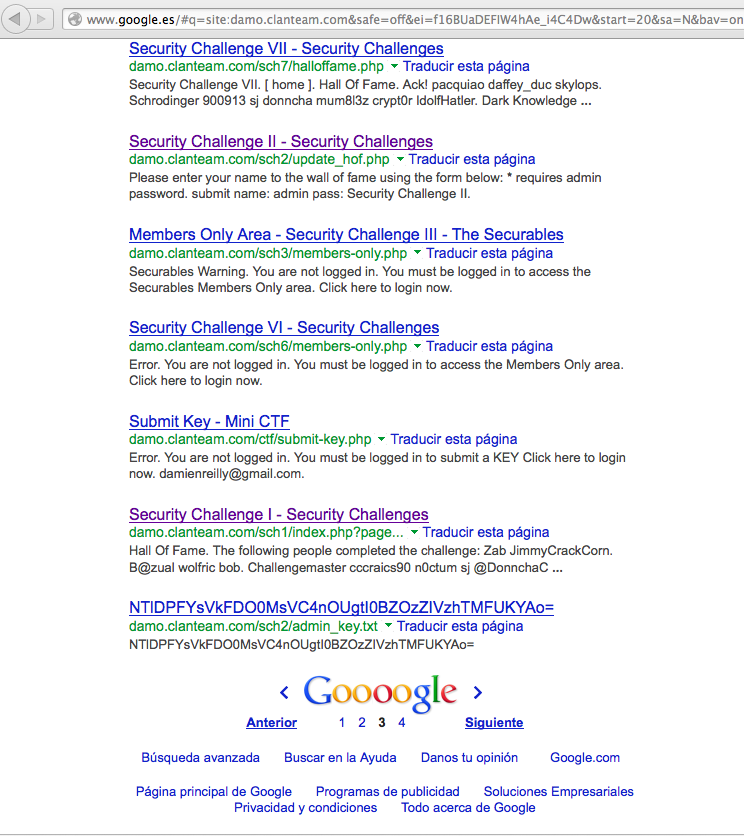 www.google.es/#q=site:damo.clanteam.com&safe=off&ei=f16BUaDEFIW4hAe_i4C4Dw&start=20&sa=N&bav=on
Security Challenge VII - Security Challenges
damo.clanteam.com/sch7/halloffame.php Traducir esta página
Security Challenge VII. [ home ]. Hall Of Fame. Ack! pacquiao daffey_duc skylops.
Schrodinger 900913 sj donncha mum8l3z crypt0r IdolfHatler. Dark Knowledge ...
Security Challenge II - Security Challenges
damo.clanteam.com/sch2/update_hof.php Traducir esta página
Please enter your name to the wall of fame using the form below: * requires admin
password. submit name: admin pass: Security Challenge II.
Members Only Area - Security Challenge III - The Securables
damo.clanteam.com/sch3/members-only.php Traducir esta página
Securables Warning. You are not logged in. You must be logged in to access the
Securables Members Only area. Click here to login now.
Security Challenge VI - Security Challenges
damo.clanteam.com/sch6/members-only.php Traducir esta página
Error. You are not logged in. You must be logged in to access the Members Only area.
Click here to login now.
Submit Key - Mini CTF
damo.clanteam.com/ctf/submit-key.php Traducir esta página
Error. You are not logged in. You must be logged in to submit a KEY Click here to login
now. damienreilly@gmail.com.
Security Challenge I - Security Challenges
damo.clanteam.com/sch1/index.php?page... Traducir esta página
Hall Of Fame. The following people completed the challenge: Zab JimmyCrackCorn.
B@zual wolfric bob. Challengemaster cccraics90 n0ctum sj @DonnchaC ...
NTlDPFYsVkFDO0MsVC4nOUgtI0BZOzZIVzhTMFUKYAo=
damo.clanteam.com/sch2/admin_key.txt Traducir esta página
NTlDPFYsVkFDO0MsVC4nOUgtI0BZOzZIVzhTMFUKYAo=
Goooogle
Anterior 1 2 3 4 Siguiente
Búsqueda avanzada Buscar en la Ayuda Danos tu opinión Google.com
Página principal de Google Programas de publicidad Soluciones Empresariales
Privacidad y condiciones Todo acerca de Google